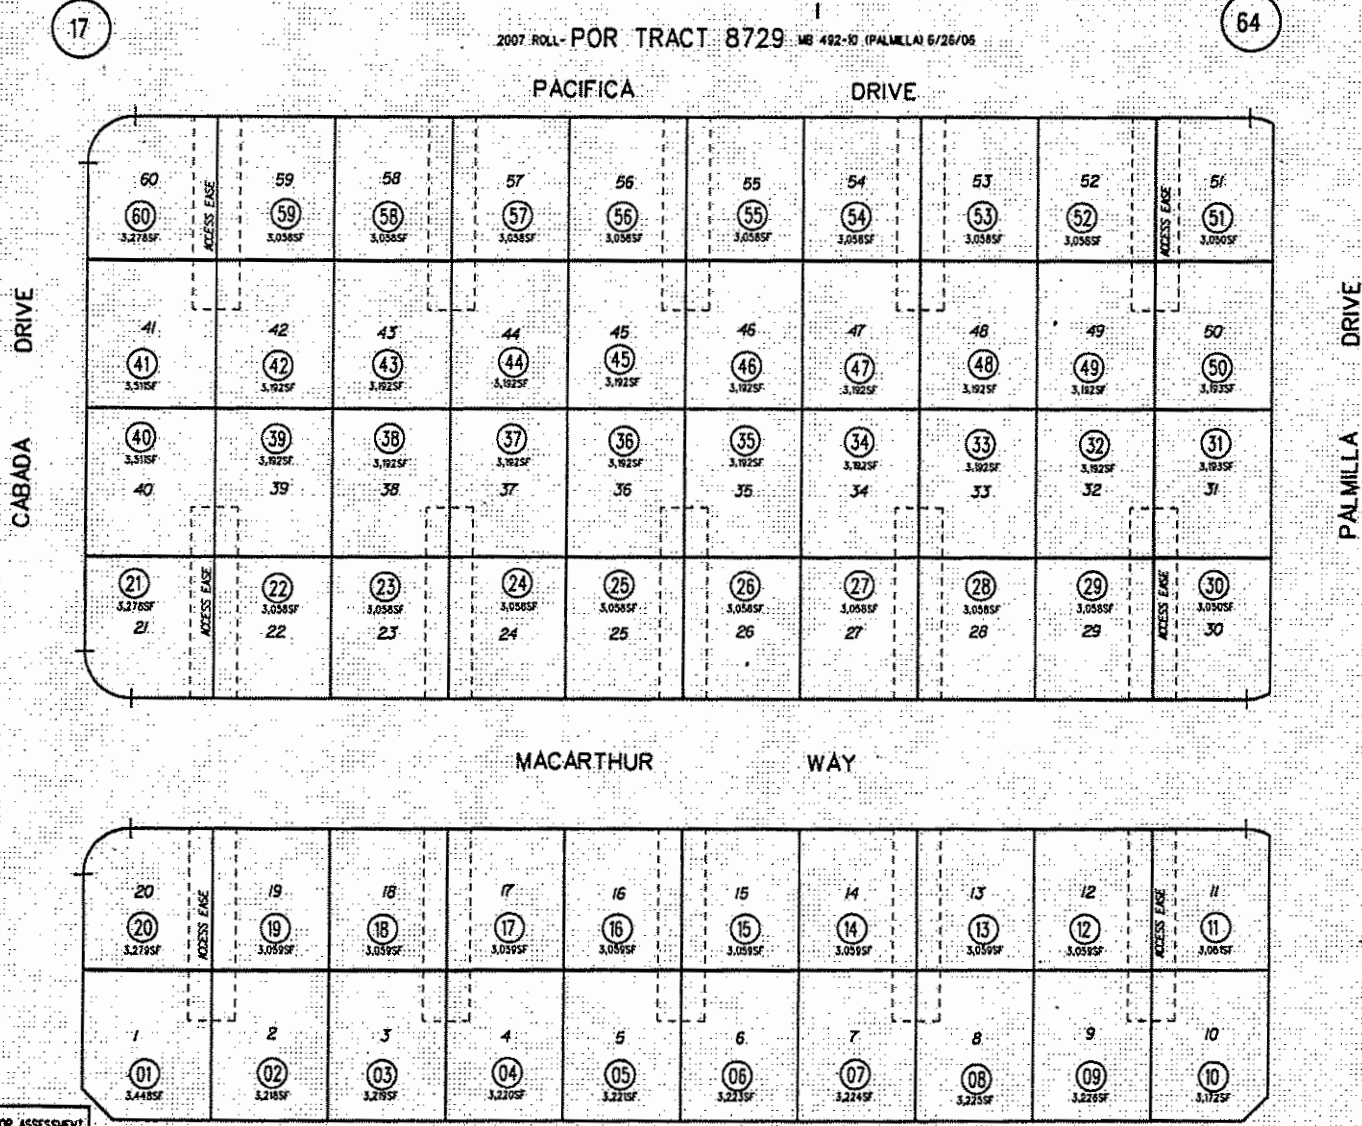 17
64
2007 ROLL- POR TRACT 8729 MB 492-10 (PALMILLA) 6/26/06
PACIFICA DRIVE
CABADA DRIVE
PALMILLA DRIVE
60 59 58 57 56 55 54 53 52 51
60 59 58 57 56 55 54 53 52 51
3,278SF 3,058SF 3,058SF 3,058SF 3,058SF 3,058SF 3,058SF 3,058SF 3,058SF 3,050SF
ACCESS EASE
ACCESS EASE
41 42 43 44 45 46 47 48 49 50
41 42 43 44 45 46 47 48 49 50
3,511SF 3,192SF 3,192SF 3,192SF 3,192SF 3,192SF 3,192SF 3,192SF 3,192SF 3,193SF
40 39 38 37 36 35 34 33 32 31
3,511SF 3,192SF 3,192SF 3,192SF 3,192SF 3,192SF 3,192SF 3,192SF 3,192SF 3,193SF
40 39 38 37 36 35 34 33 32 31
21 22 23 24 25 26 27 28 29 30
3,278SF 3,058SF 3,058SF 3,058SF 3,058SF 3,058SF 3,058SF 3,058SF 3,058SF 3,050SF
21 22 23 24 25 26 27 28 29 30
ACCESS EASE
ACCESS EASE
MACARTHUR WAY
20 19 18 17 16 15 14 13 12 11
20 19 18 17 16 15 14 13 12 11
3,279SF 3,059SF 3,059SF 3,059SF 3,059SF 3,059SF 3,059SF 3,059SF 3,059SF 3,061SF
ACCESS EASE
ACCESS EASE
1 2 3 4 5 6 7 8 9 10
01 02 03 04 05 06 07 08 09 10
3,448SF 3,218SF 3,219SF 3,220SF 3,221SF 3,223SF 3,224SF 3,225SF 3,226SF 3,172SF
OR ASSESSMENT